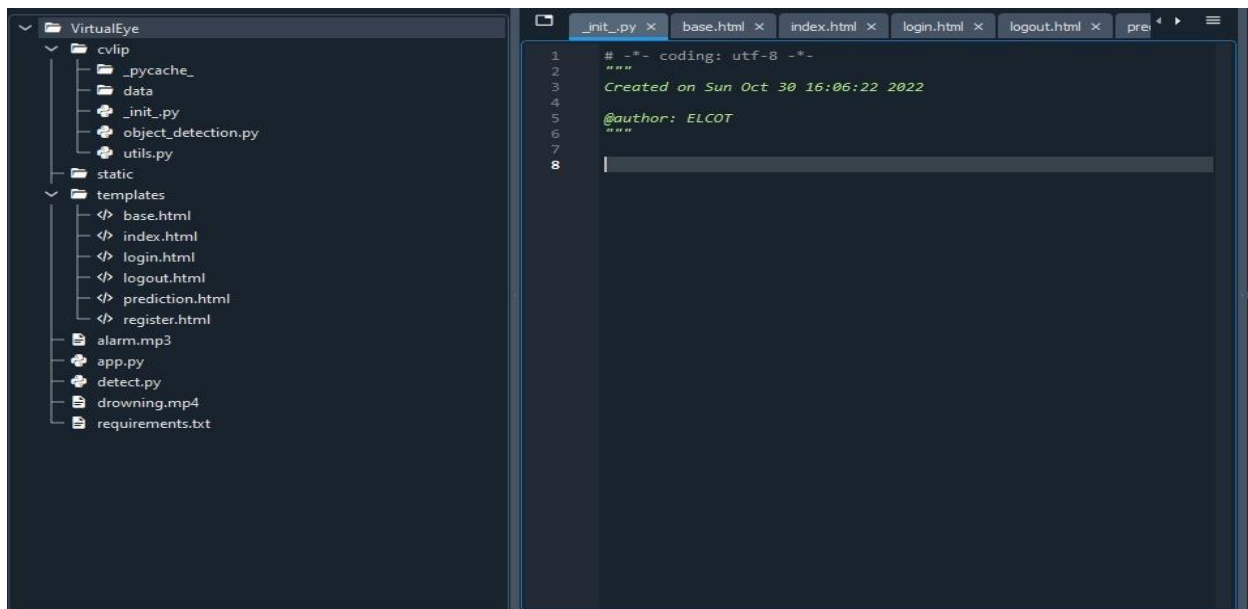 VirtualEye
cvlip
_pycache_
data
_init_.py
object_detection.py
utils.py
static
templates
base.html
index.html
login.html
logout.html
prediction.html
register.html
alarm.mp3
app.py
detect.py
drowning.mp4
requirements.txt
_init_.py × base.html × index.html × login.html × logout.html × pre
1 # -*- coding: utf-8 -*-
2 """
3 Created on Sun Oct 30 16:06:22 2022
4
5 @author: ELCOT
6 """
7
8